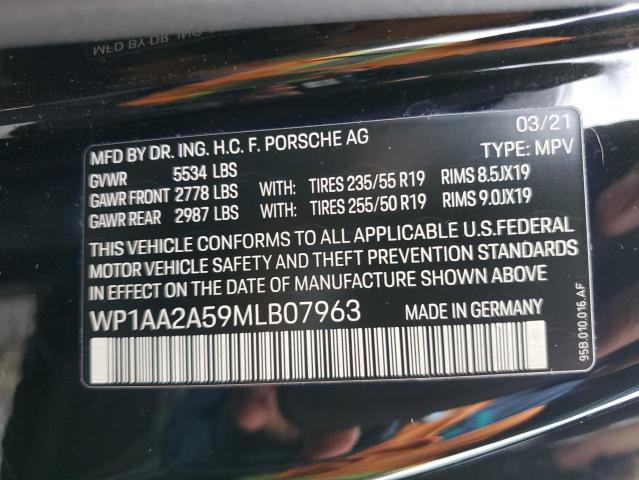 MFD BY DR. ING. H.C. F. PORSCHE AG 03/21
GVWR 5534 LBS TYPE: MPV
GAWR FRONT 2778 LBS WITH: TIRES 235/55 R19 RIMS 8.5JX19
GAWR REAR 2987 LBS WITH: TIRES 255/50 R19 RIMS 9.0JX19
THIS VEHICLE CONFORMS TO ALL APPLICABLE U.S.FEDERAL
MOTOR VEHICLE SAFETY AND THEFT PREVENTION STANDARDS
IN EFFECT ON THE DATE OF MANUFACTURE SHOWN ABOVE
WP1AA2A59MLB07963 MADE IN GERMANY
95B.010.016.AF